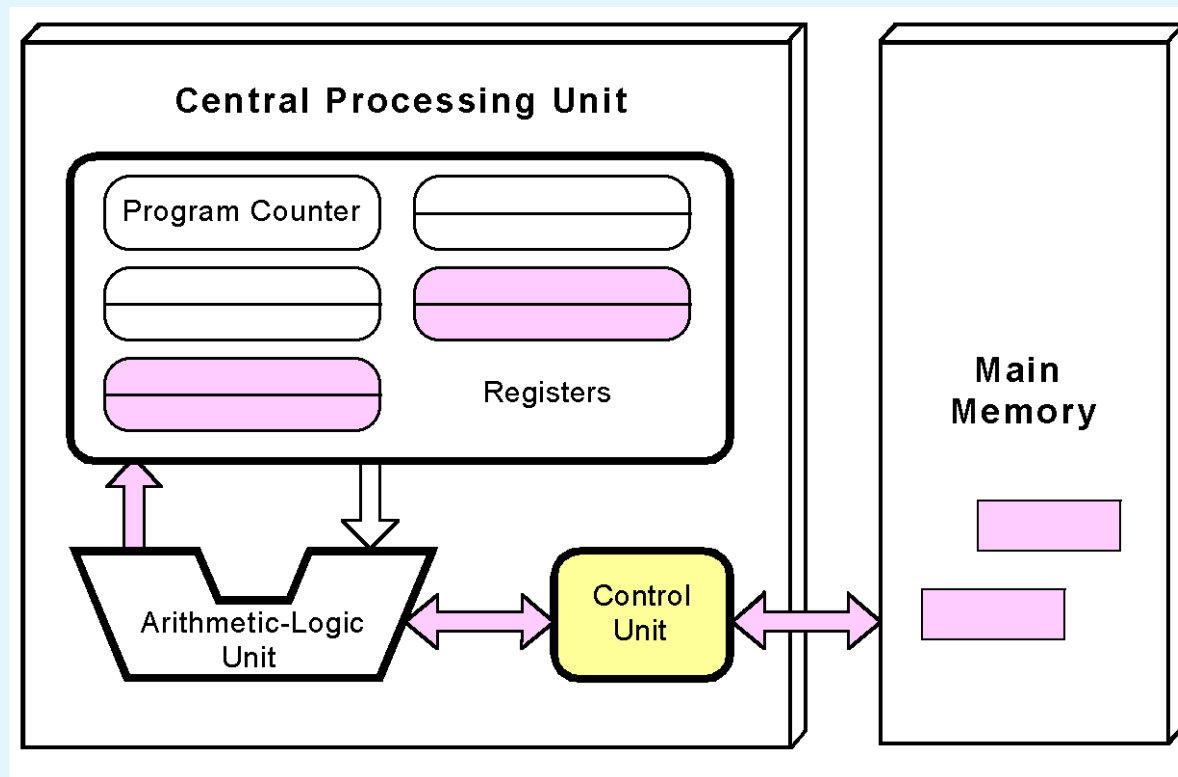 Central Processing Unit
Program Counter
Registers
Main
Memory
Arithmetic-Logic
Unit
Control
Unit